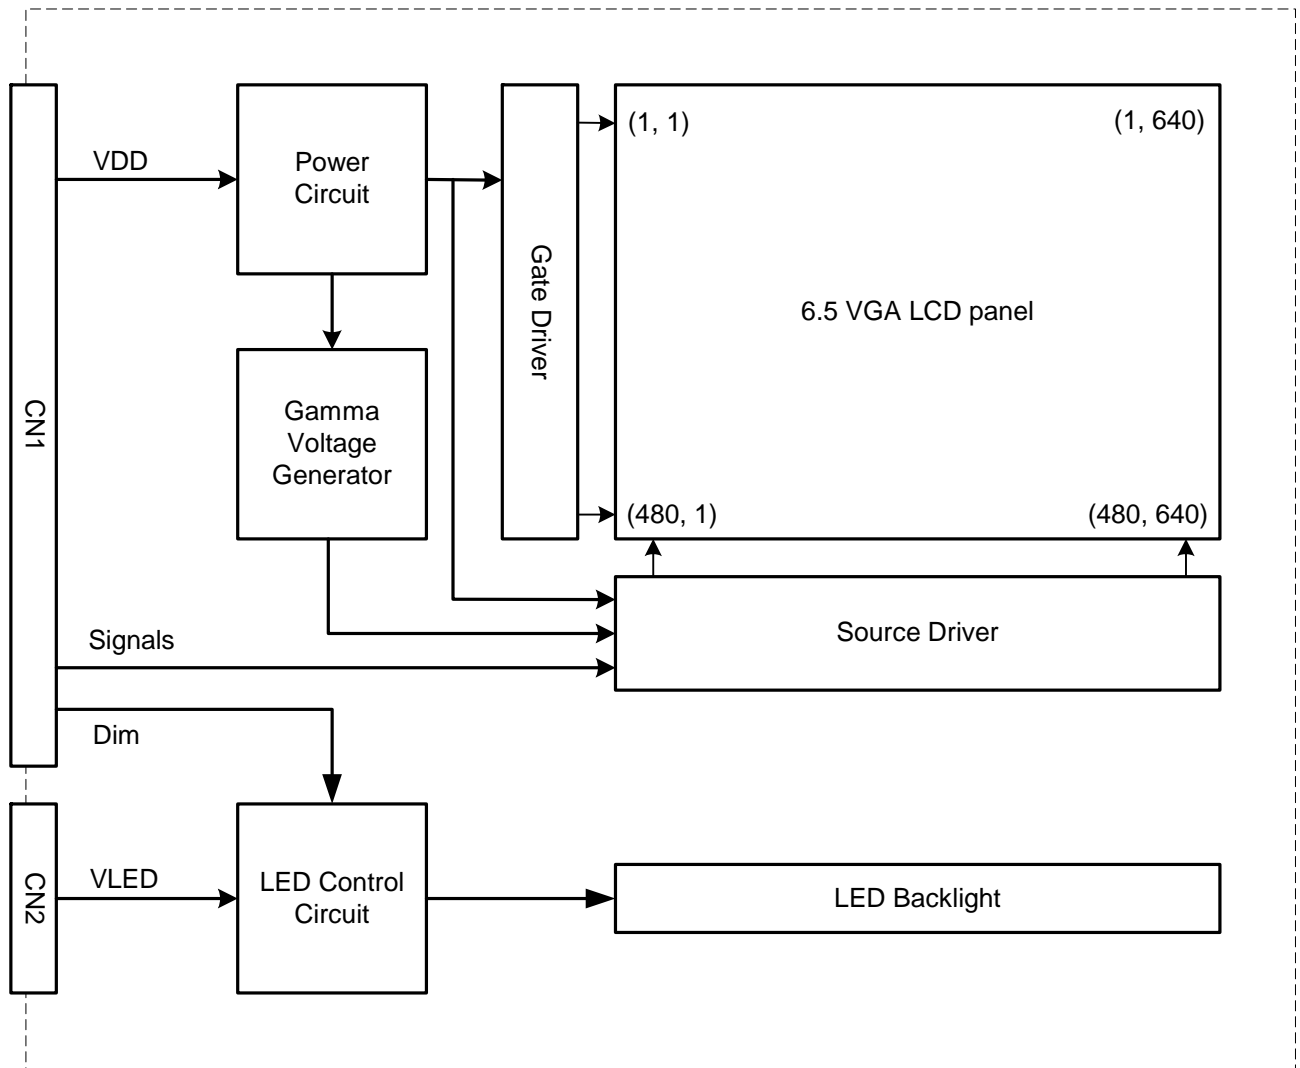 (1, 1)
(1, 640)
VDD
Power
Circuit
Gate Driver
6.5 VGA LCD panel
CN1
Gamma
Voltage
Generator
(480, 1)
(480, 640)
Signals
Source Driver
Dim
CN2
VLED
LED Control
Circuit
LED Backlight